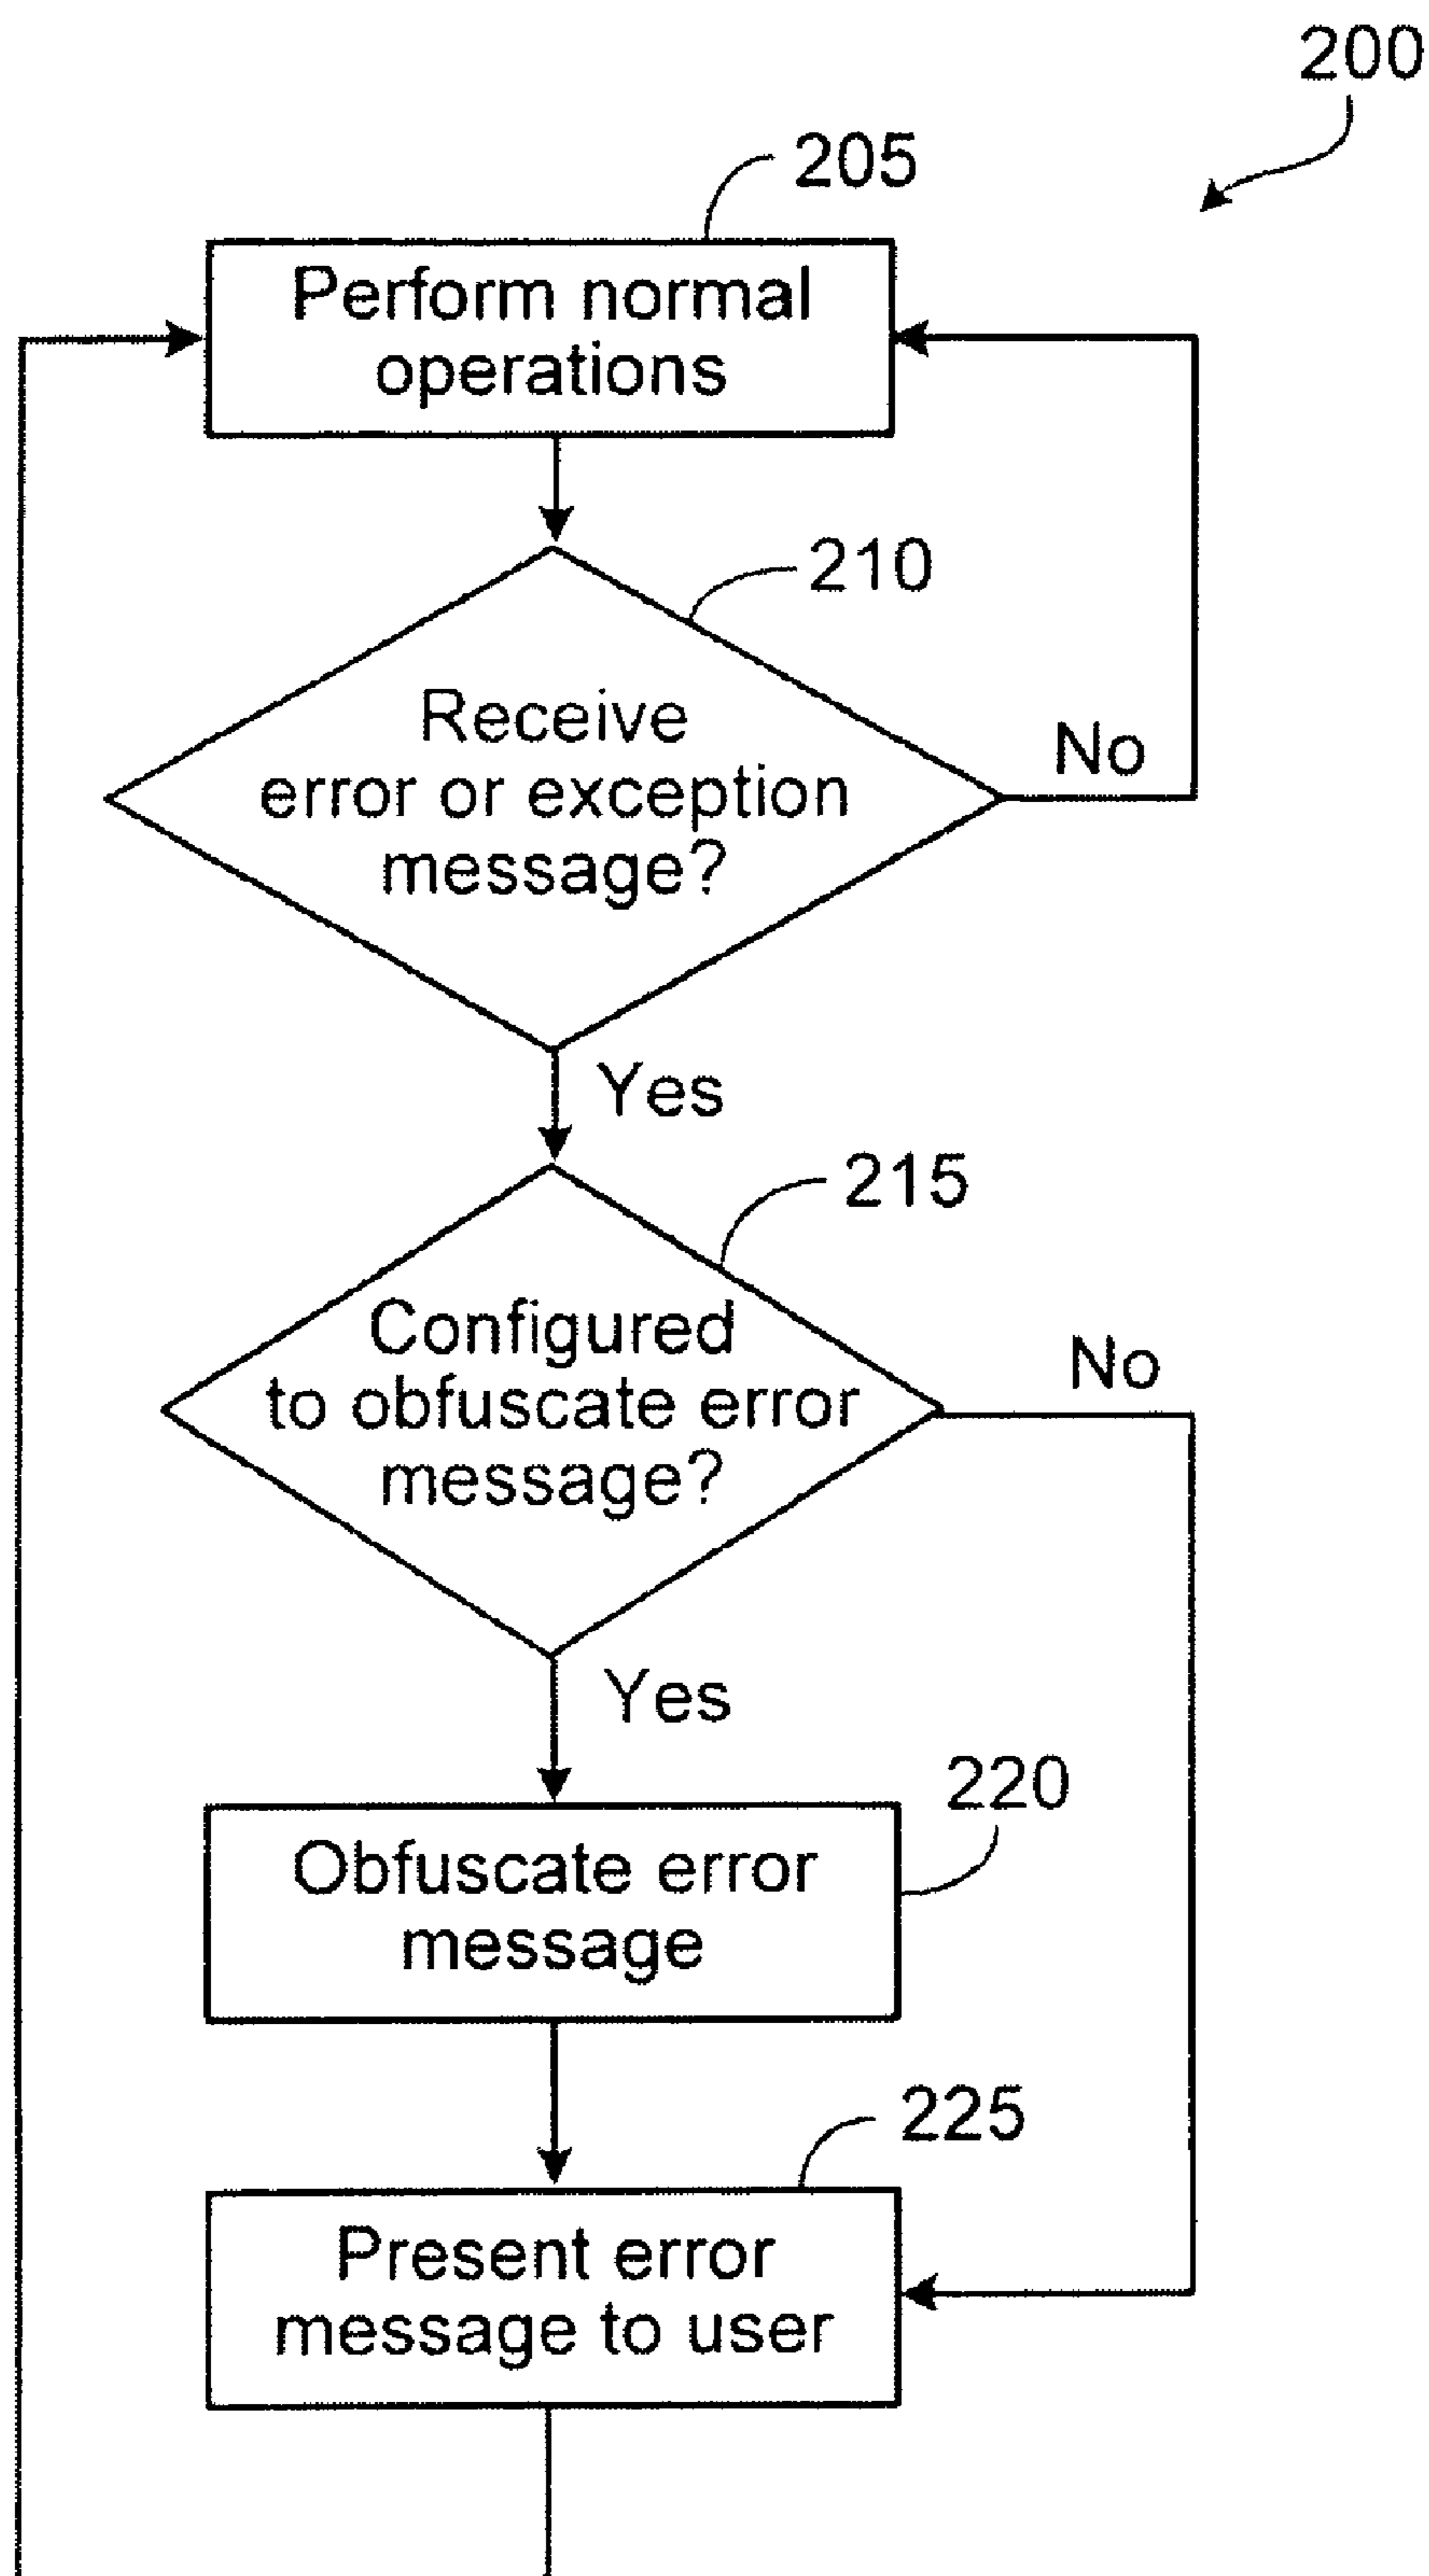 200
205
Perform normal
operations
210
Receive
error or exception
message?
No
Yes
215
Configured
to obfuscate error
message?
No
Yes
220
Obfuscate error
message
225
Present error
message to user